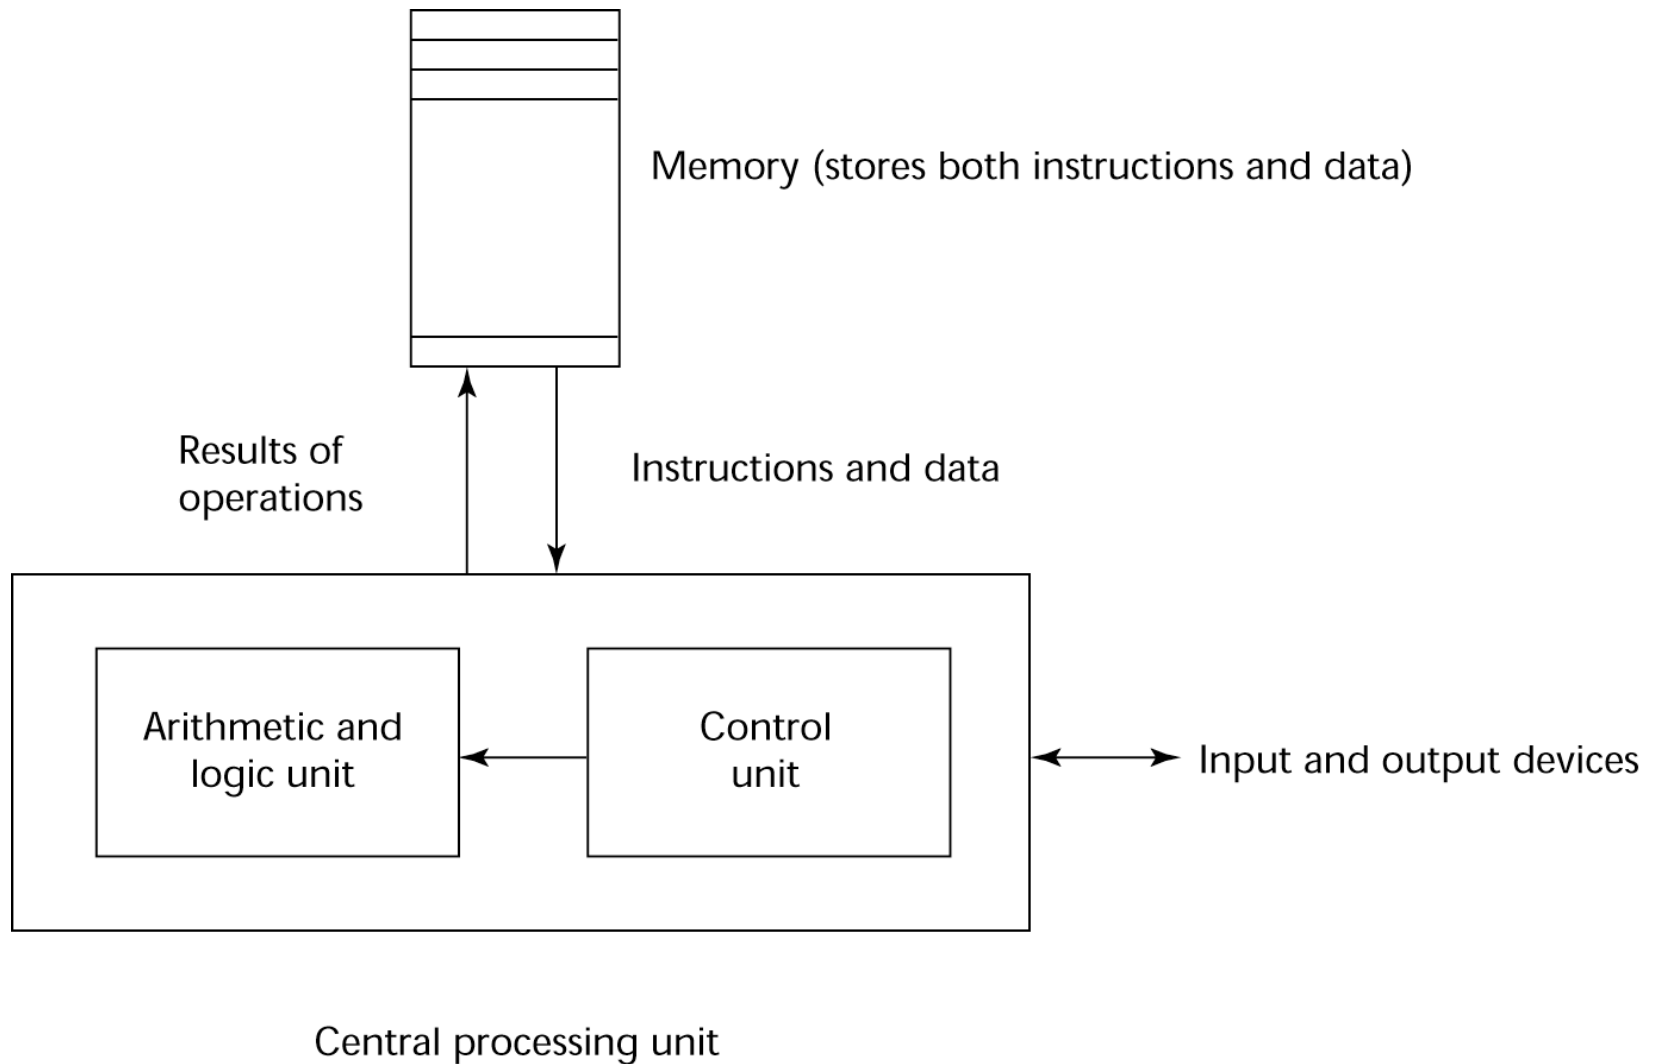 Memory (stores both instructions and data)
Results of
operations
Instructions and data
Arithmetic and
logic unit
Control
unit
Input and output devices
Central processing unit